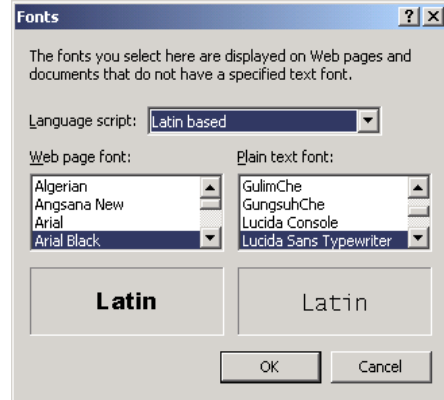 Fonts
The fonts you select here are displayed on Web pages and
documents that do not have a specified text font.
Language script: Latin based
Web page font:
Algerian
Angsana New
Arial
Arial Black
Plain text font:
GulimChe
GungsuhChe
Lucida Console
Lucida Sans Typewriter
Latin
Latin
OK
Cancel